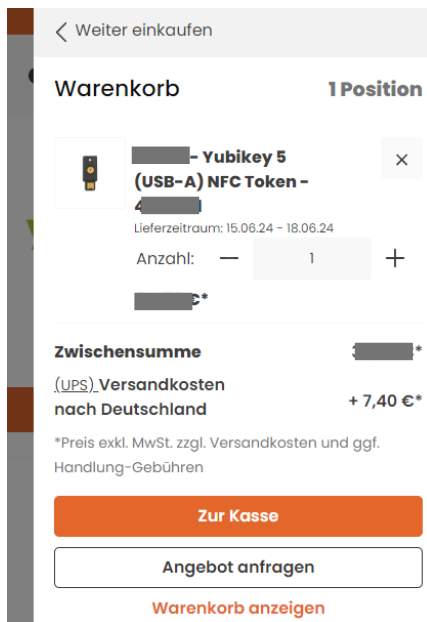 Weiter einkaufen
Warenkorb
1 Position
- Yubikey 5
(USB-A) NFC Token -
Lieferzeitraum: 15.06.24 - 18.06.24
Anzahl:
1
*
Zwischensumme
*
(UPS) Versandkosten
nach Deutschland
+ 7,40 €*
*Preis exkl. MwSt. zzgl. Versandkosten und ggf.
Handlung-Gebühren
Zur Kasse
Angebot anfragen
Warenkorb anzeigen